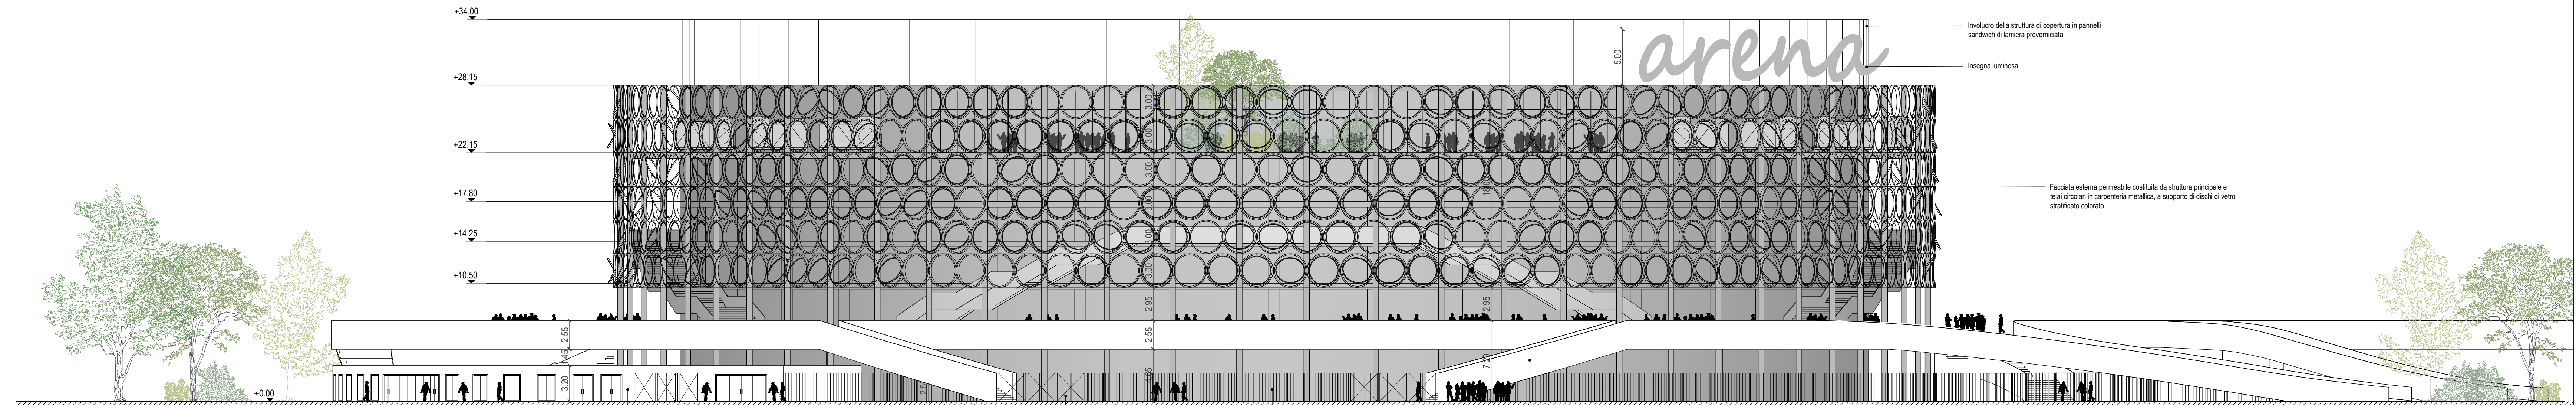 +34.00
Involucro della struttura di copertura in pannelli
sandwich di lamiera preverniciata
arena
5.00
Insegna luminosa
+28.15
3.00
3.00
+22.15
3.00
Facciata esterna permeabile costituita da struttura principale e
telai circolari in carpenteria metallica, a supporto di dischi di vetro
stratificato colorato
+17.80
3.00
+14.25
3.00
+10.50
3.00
2.95
2.95
2.55
2.55
7.20
3.20
±0.00